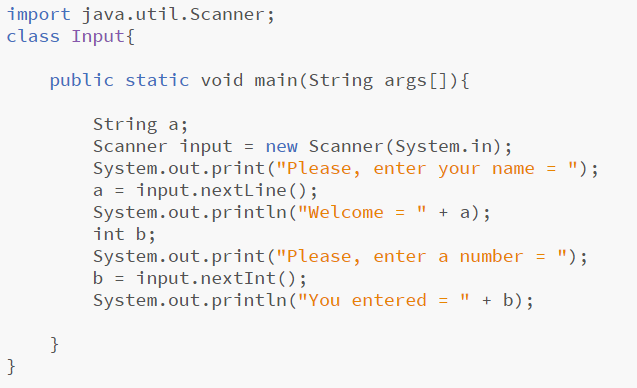 import java.util.Scanner;
class Input{
public static void main(String args[]){
String a;
Scanner input = new Scanner(System.in);
System.out.print("Please, enter your name = ");
a = input.nextLine();
System.out.println("Welcome = " + a);
int b;
System.out.print("Please, enter a number = ");
b = input.nextInt();
System.out.println("You entered = " + b);
}
}